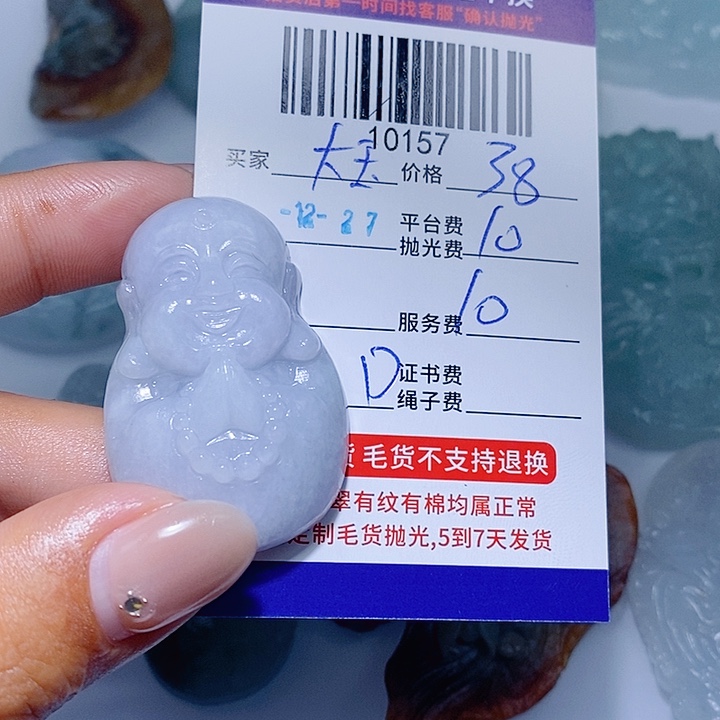 第一时间找客服“确认抛光”
10157
买家 大玉 价格 38
-12-27 平台费
抛光费 10
服务费 10
D 证书费
绳子费
毛货不支持退换
翠有纹有棉均属正常
定制毛货抛光,5到7天发货